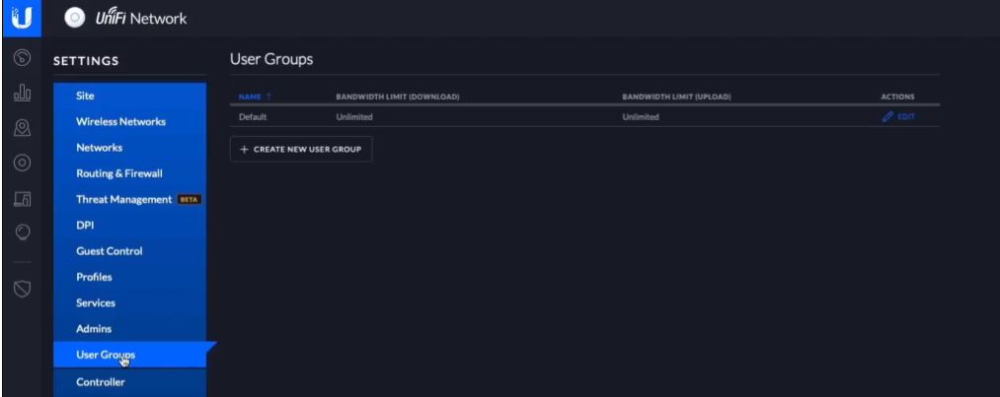 UniFi Network
SETTINGS
Site
Wireless Networks
Networks
Routing & Firewall
Threat Management BETA
DPI
Guest Control
Profiles
Services
Admins
User Groups
Controller
User Groups
NAME ↑ BANDWIDTH LIMIT (DOWNLOAD) BANDWIDTH LIMIT (UPLOAD) ACTIONS
Default Unlimited Unlimited EDIT
+ CREATE NEW USER GROUP